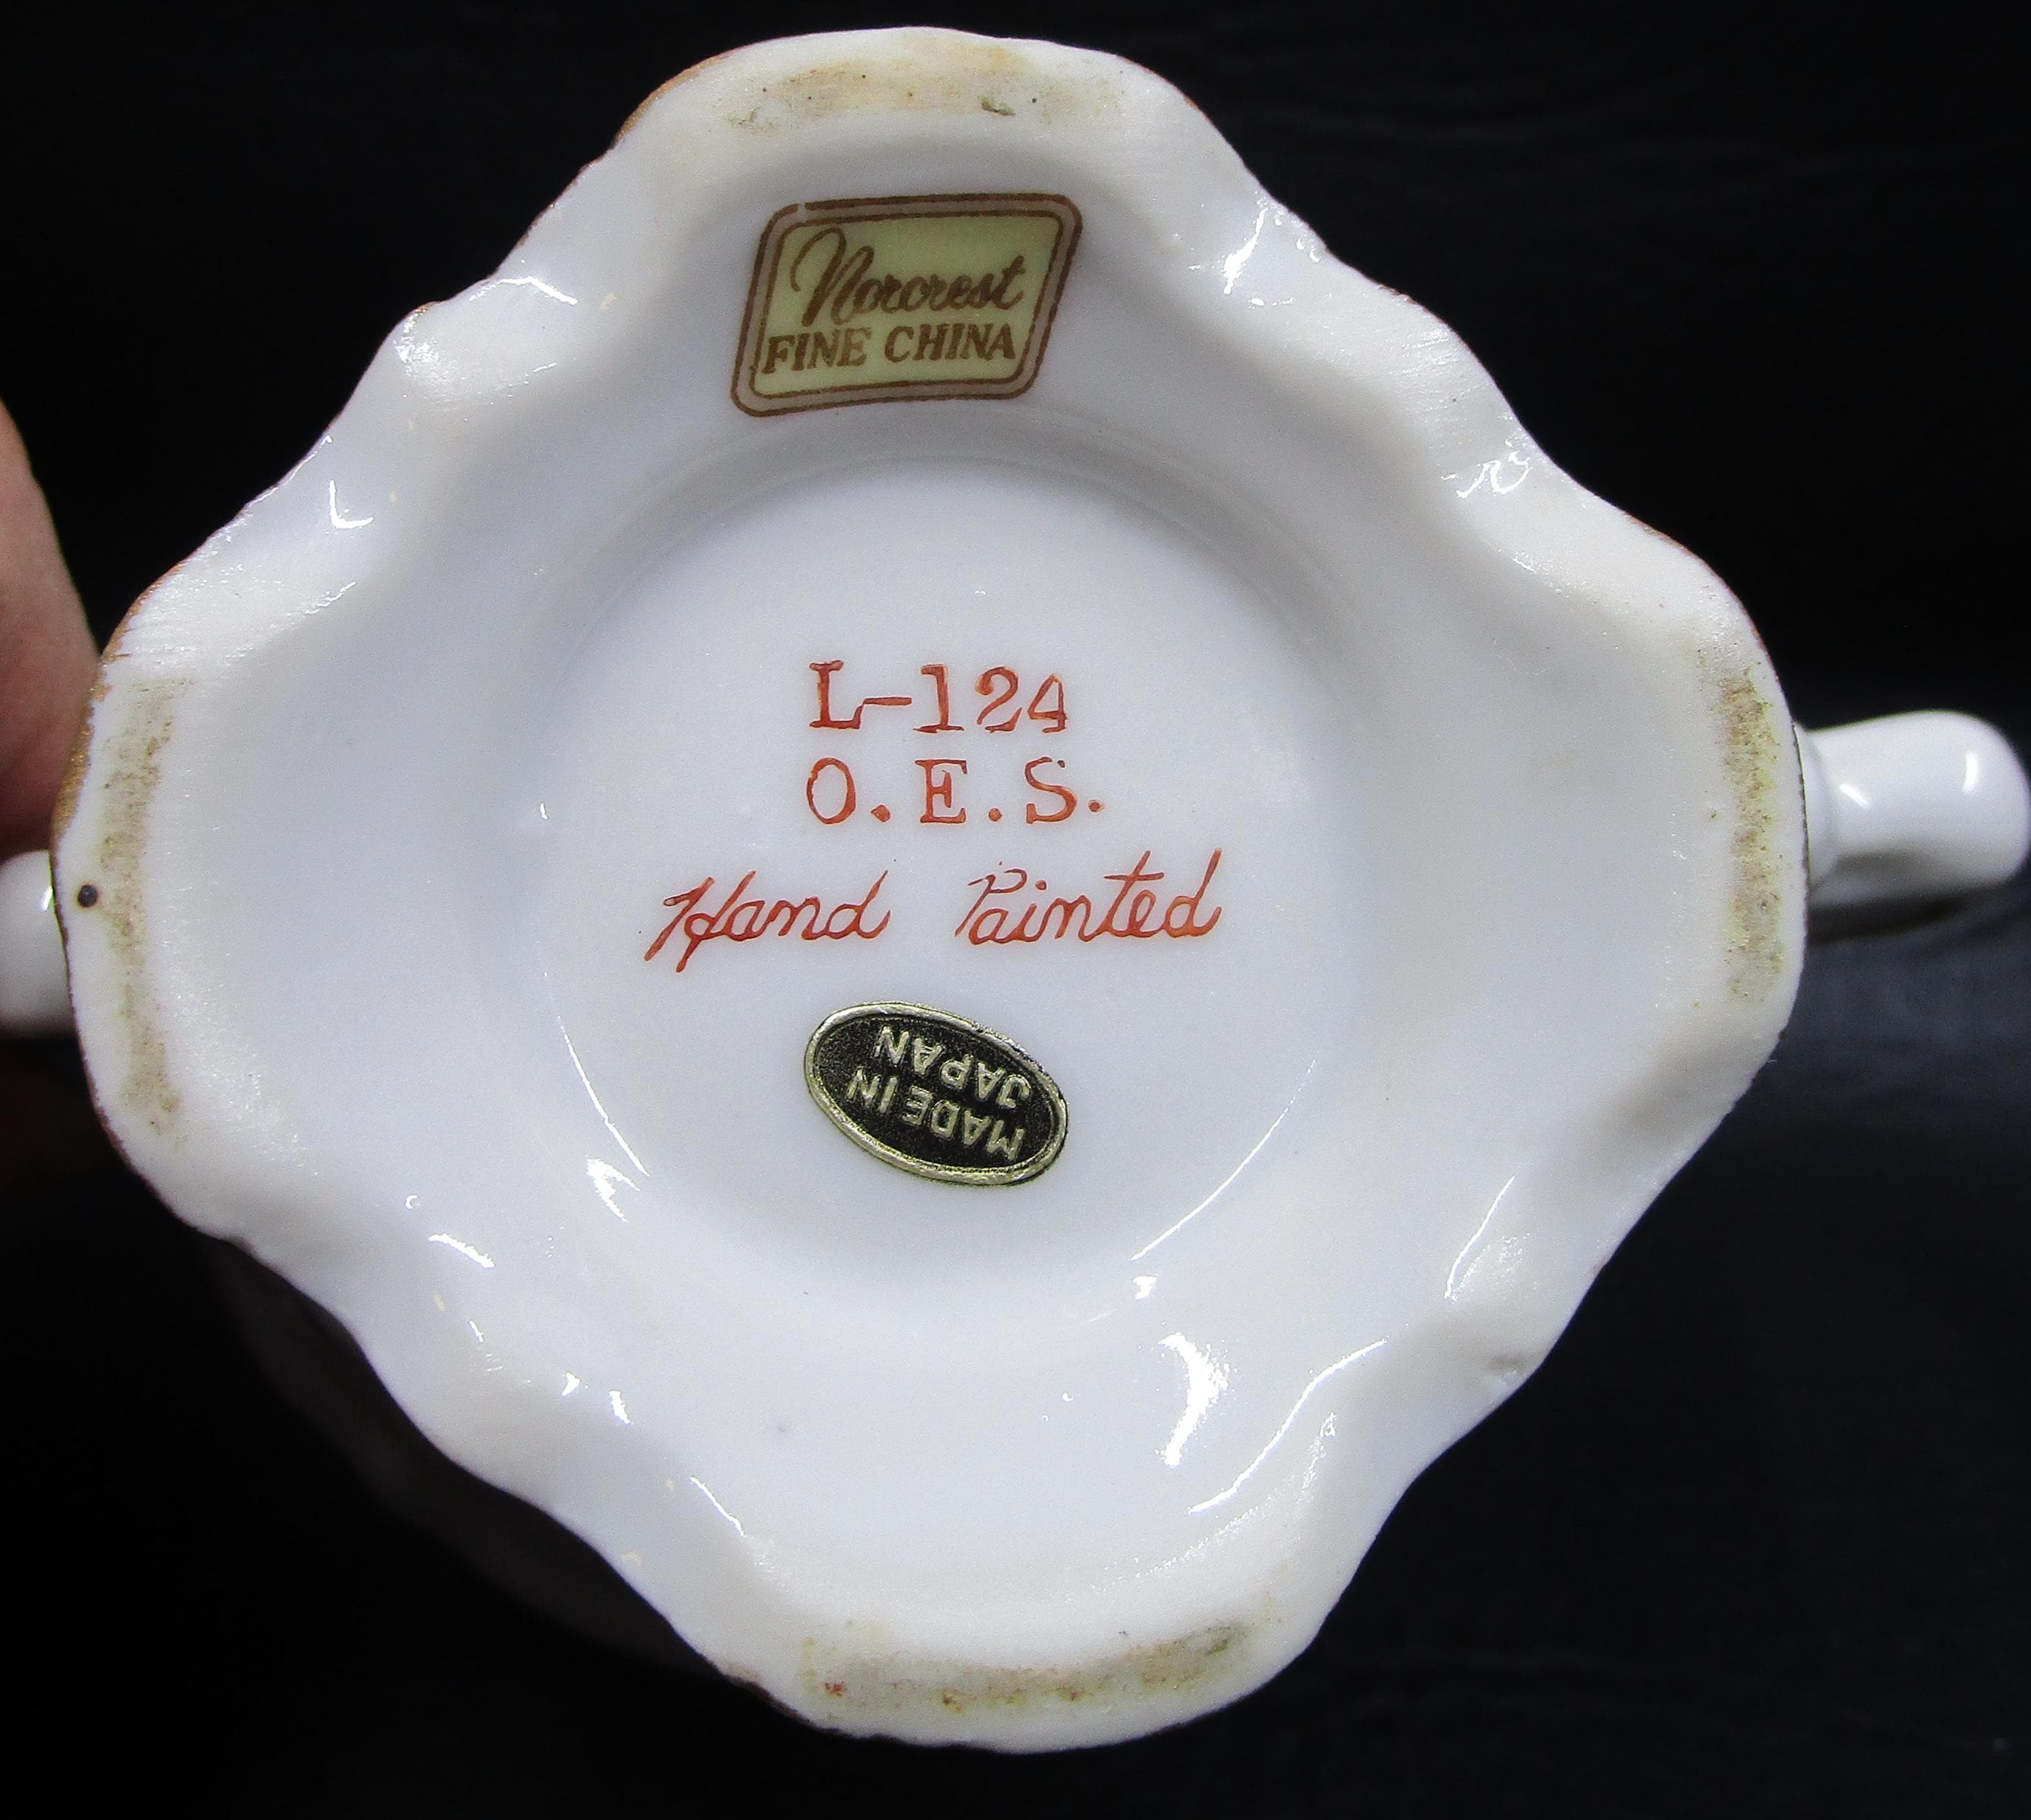 Norcrest
FINE CHINA
L-124
O.E.S.
Hand Painted
MADE IN
JAPAN